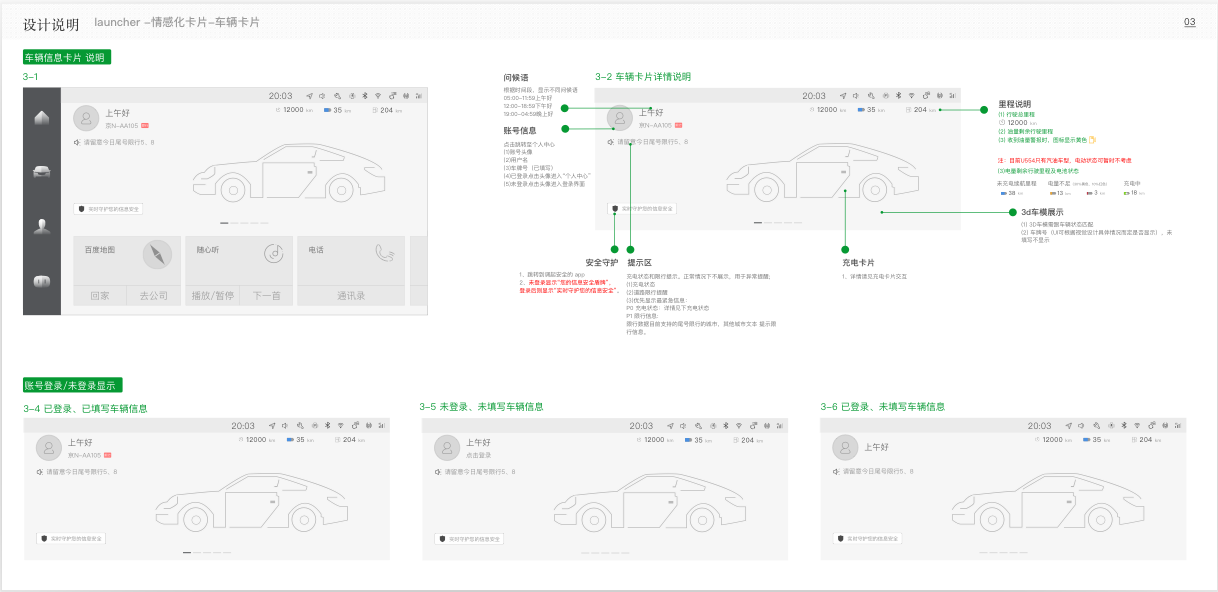 设计说明 launcher -情感化卡片-车辆卡片
03
车辆信息卡片 说明
3-1
20:03
12000 km 35 km 204 km
上午好
京N-AA105
请留意今日尾号限行5、8
实时守护您的信息安全
百度地图
随心听
电话
回家 去公司
播放/暂停 下一首
通讯录
问候语
根据时间段、显示不同问候语
05:00-11:59上午好
12:00-18:59下午好
19:00-04:59晚上好
账号信息
点击跳转至个人中心
(1)账号头像
(2)用户名
(3)车牌号（已填写）
(4)已登录点击头像进入"个人中心"
(5)未登录点击头像进入登录界面
3-2 车辆卡片详情说明
20:03
12000 km 35 km 204 km
上午好
京N-AA105
请留意今日尾号限行5、8
实时守护您的信息安全
安全守护
1、跳转到调起安全的 app
2、未登录显示"您的信息安全盾牌"，
登录后则显示"实时守护您的信息安全"。
提示区
充电状态和限行提示。正常情况下不展示，用于异常提醒;
(1)充电状态
(2)道路限行提醒
(3)优先显示最紧急信息:
P0 充电状态：详情见下充电状态
P1 限行信息:
限行数据目前支持的尾号限行的城市，其他城市文本 提示限
行信息。
充电卡片
1、详情请见充电卡片交互
里程说明
(1) 行驶总里程
12000 km
(2) 油量剩余行驶里程
(3) 收到油量警报时，图标显示黄色
注：目前U554只有汽油车型，电动状态可暂时不考虑
(3)电量剩余行驶里程及电池状态
未充电续航里程 电量不足 充电中
38 km 13 km 3 km 18 km
3d车模展示
(1) 3D车模需跟车辆状态匹配
(2) 车牌号（UI可根据视觉设计具体情况而定是否显示），未
填写不显示
账号登录/未登录显示
3-4 已登录、已填写车辆信息
20:03
12000 km 35 km 204 km
上午好
京N-AA105
请留意今日尾号限行5、8
实时守护您的信息安全
3-5 未登录、未填写车辆信息
20:03
12000 km 35 km 204 km
上午好
点击登录
请留意今日尾号限行5、8
实时守护您的信息安全
3-6 已登录、未填写车辆信息
20:03
12000 km 35 km 204 km
上午好
请留意今日尾号限行5、8
实时守护您的信息安全